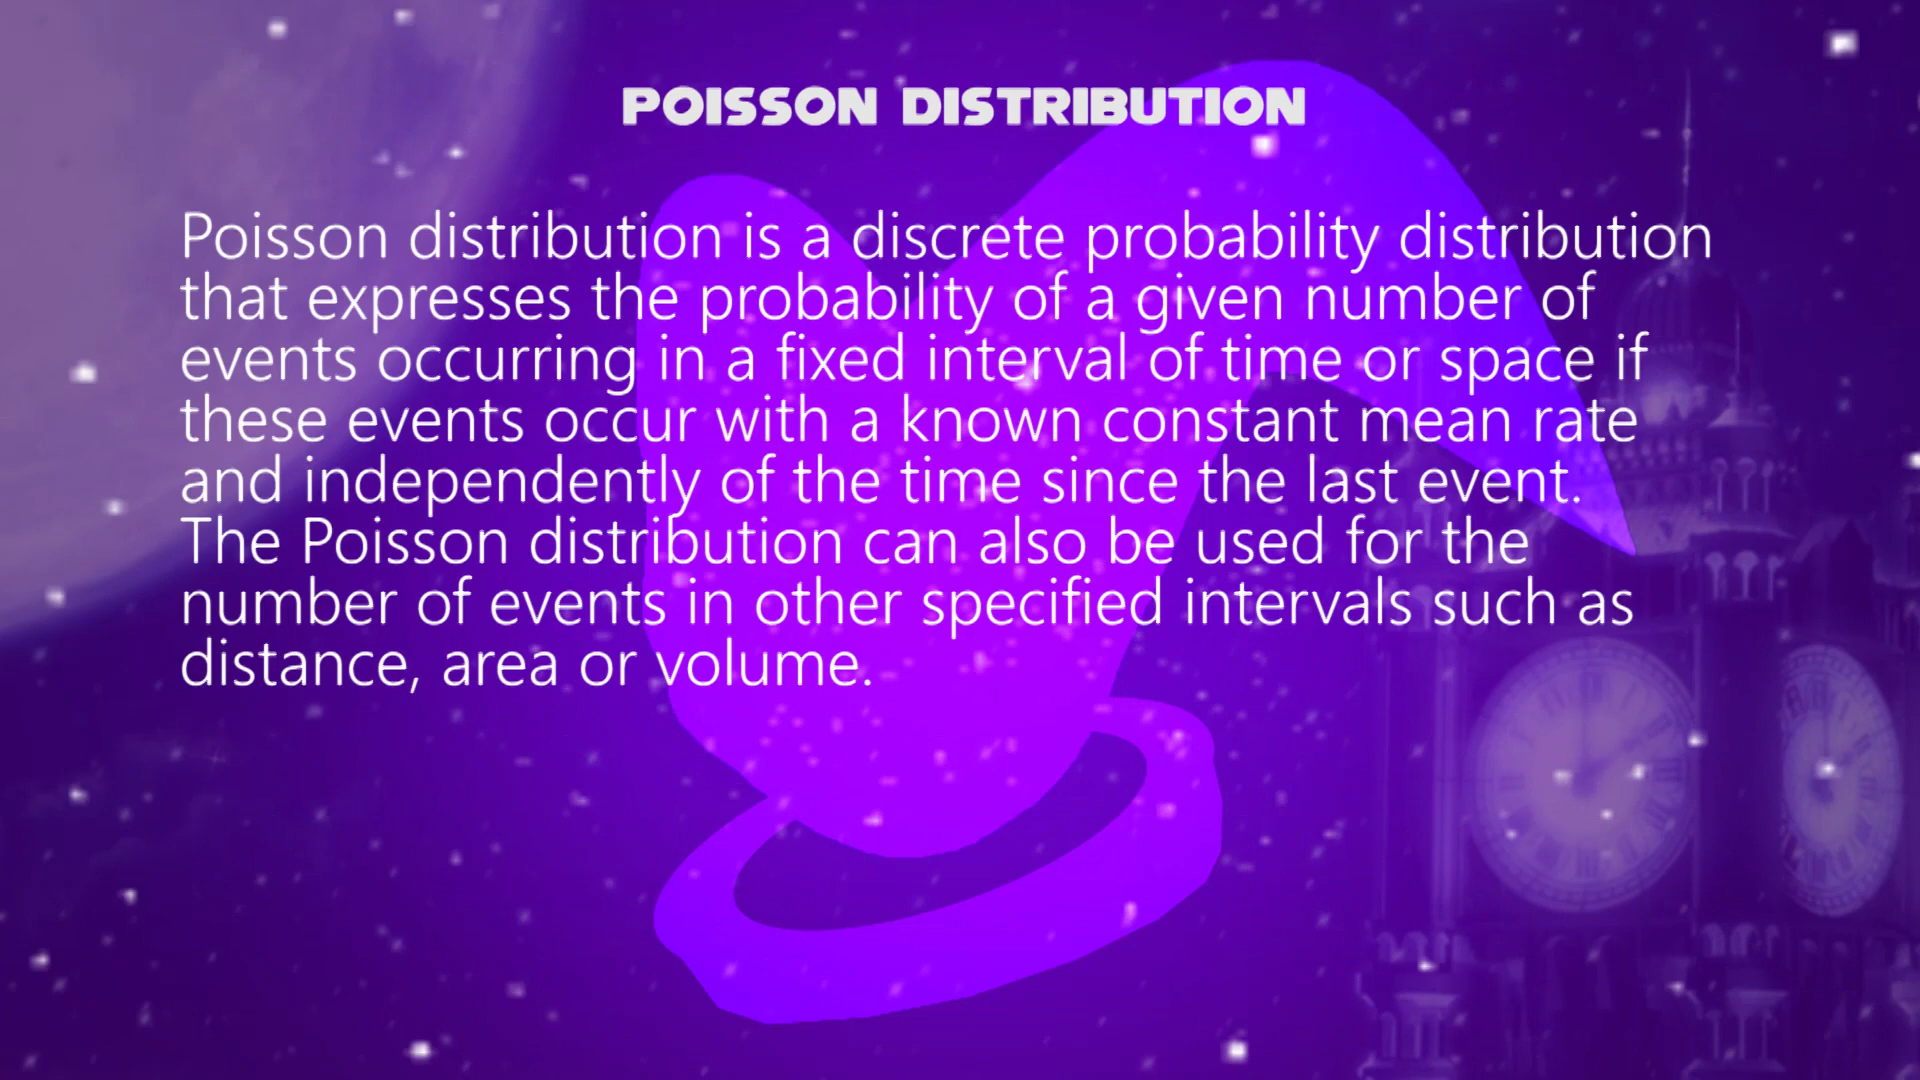 POISSON DISTRIBUTION
Poisson distribution is a discrete probability distribution
that expresses the probability of a given number of
events occurring in a fixed interval of time or space if
these events occur with a known constant mean rate
and independently of the time since the last event.
The Poisson distribution can also be used for the
number of events in other specified intervals such as
distance, area or volume.